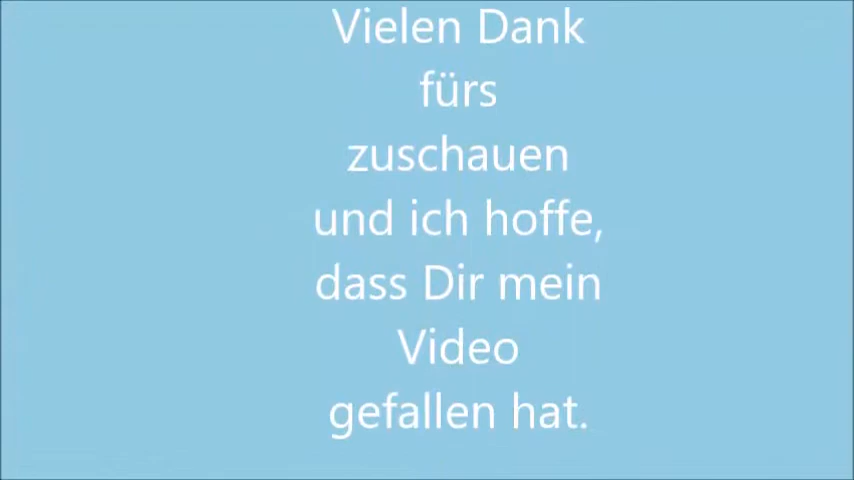 Vielen Dank
fürs
zuschauen
und ich hoffe,
dass Dir mein
Video
gefallen hat.